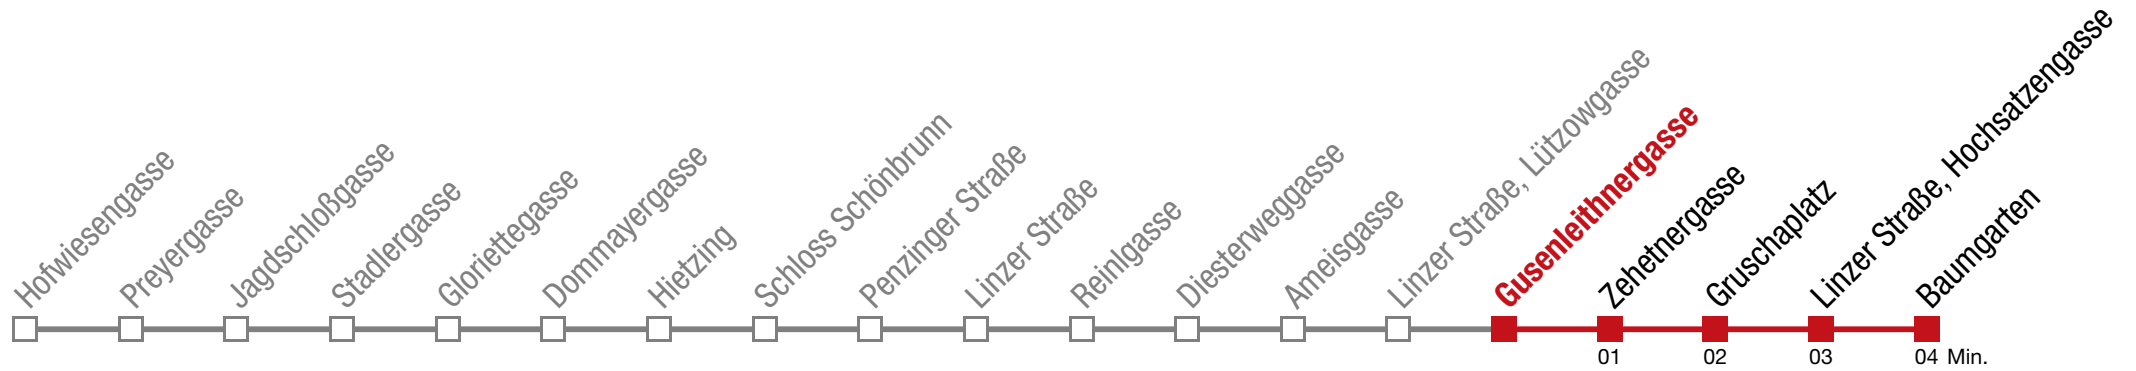 Hofwiesengasse
Preyergasse
Jagdschloßgasse
Stadlergasse
Gloriettegasse
Dommayergasse
Hietzing
Schloss Schönbrunn
Penzinger Straße
Linzer Straße
Reinlgasse
Diesterweggasse
Ameisgasse
Linzer Straße, Lützowgasse
Gusenleithnergasse
Zehetnergasse
Gruschaplatz
Linzer Straße, Hochsatzengasse
Baumgarten
01 02 03 04 Min.